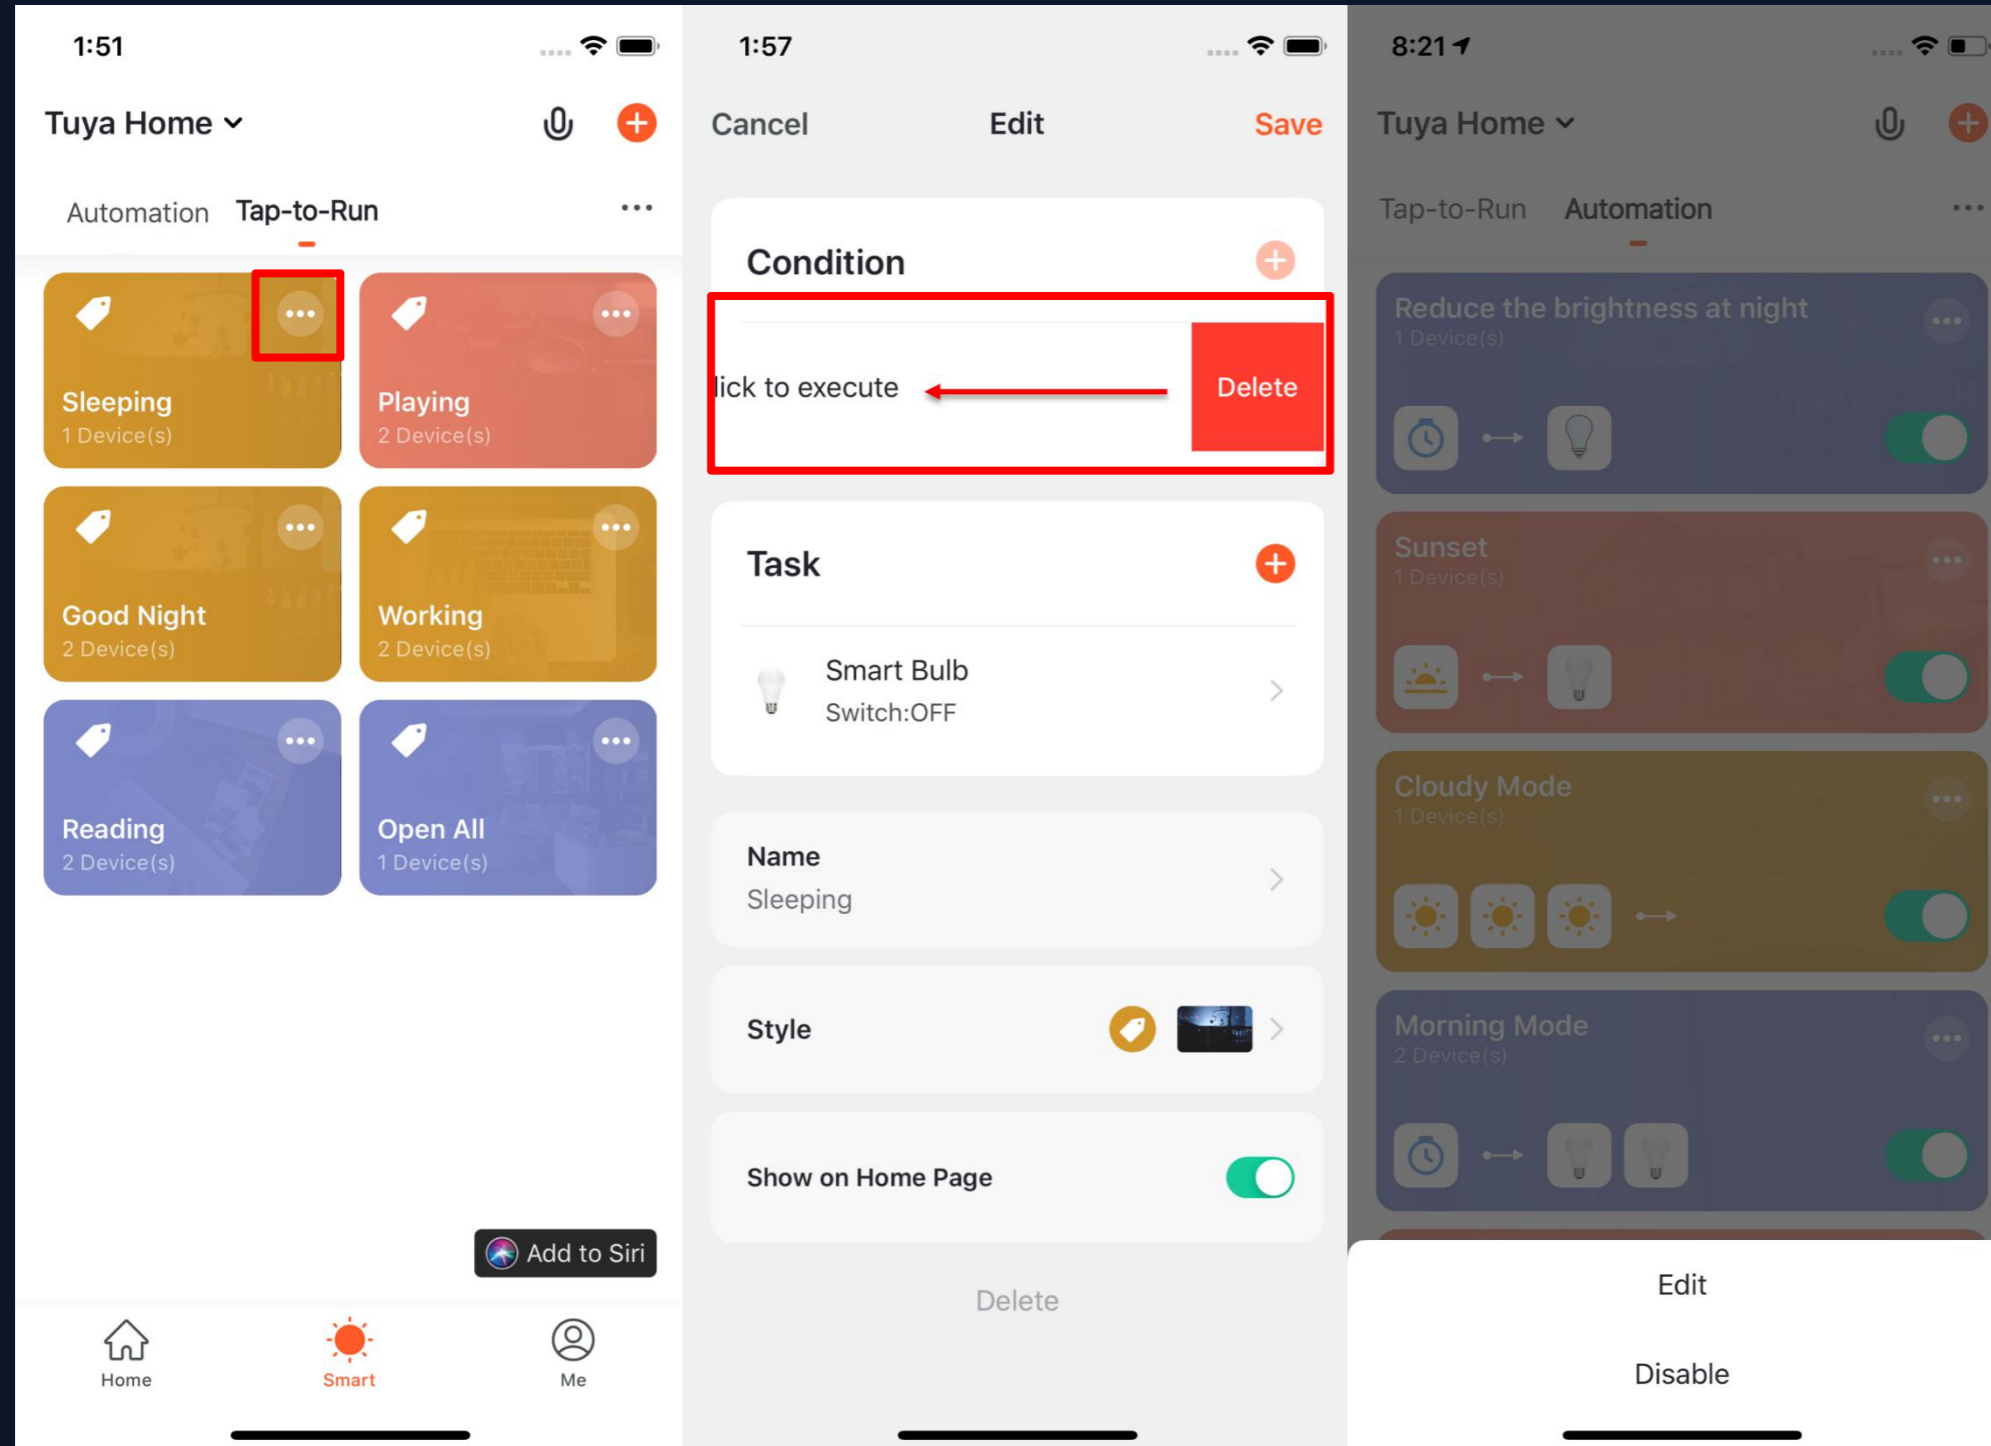 1:51
Tuya Home
Automation Tap-to-Run
Sleeping
1 Device(s)
Playing
2 Device(s)
Good Night
2 Device(s)
Working
2 Device(s)
Reading
2 Device(s)
Open All
1 Device(s)
Add to Siri
Home
Smart
Me
1:57
Cancel Edit Save
Condition
lick to execute
Delete
Task
Smart Bulb
Switch:OFF
Name
Sleeping
Style
Show on Home Page
Delete
8:21
Tuya Home
Tap-to-Run Automation
Reduce the brightness at night
1 Device(s)
Sunset
1 Device(s)
Cloudy Mode
1 Device(s)
Morning Mode
2 Device(s)
Edit
Disable